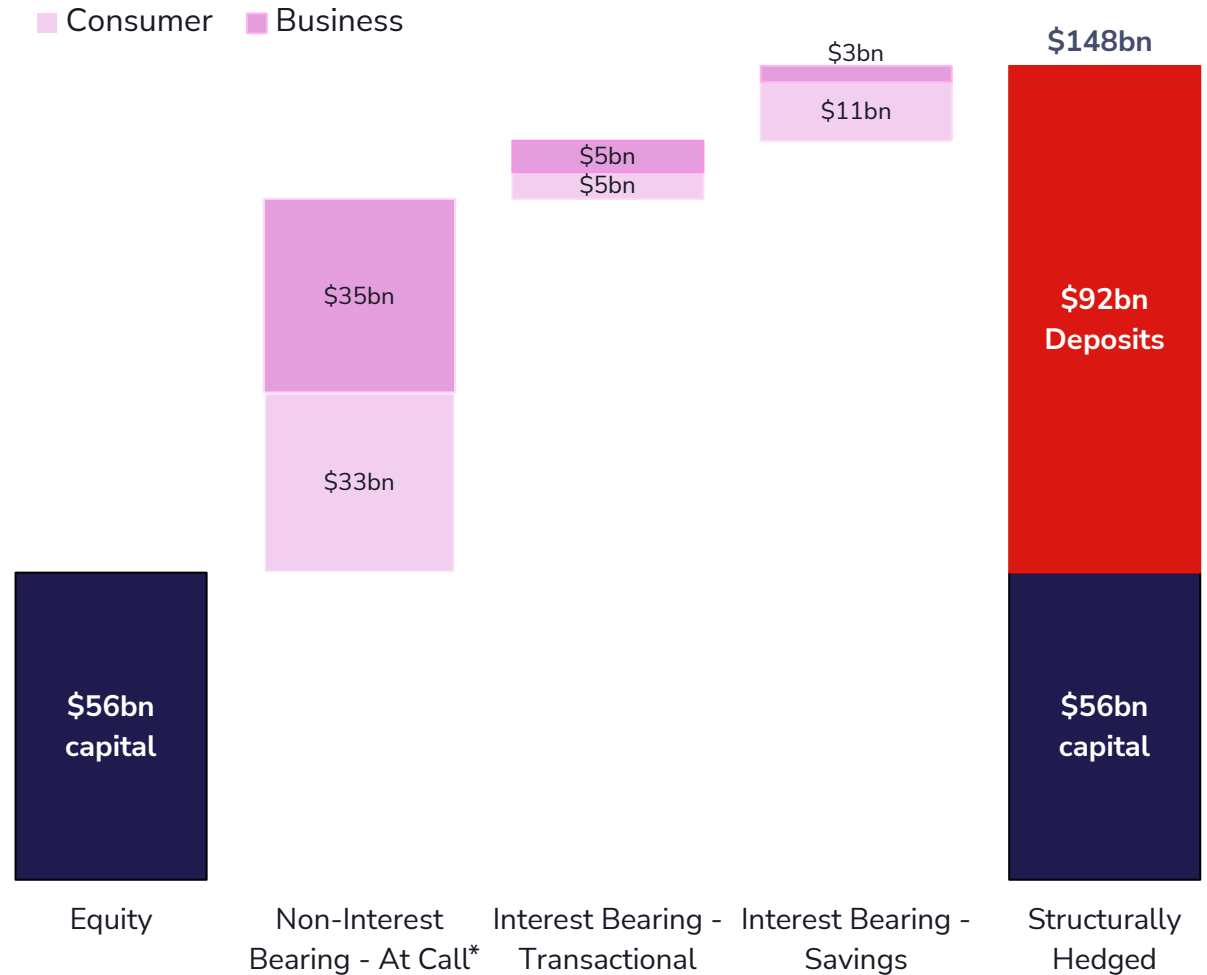 Consumer
Business
$148bn
$3bn
$11bn
$5bn
$5bn
$35bn
$33bn
$92bn
Deposits
$56bn
capital
$56bn
capital
Equity
Non-Interest
Bearing - At Call*
Interest Bearing -
Transactional
Interest Bearing -
Savings
Structurally
Hedged